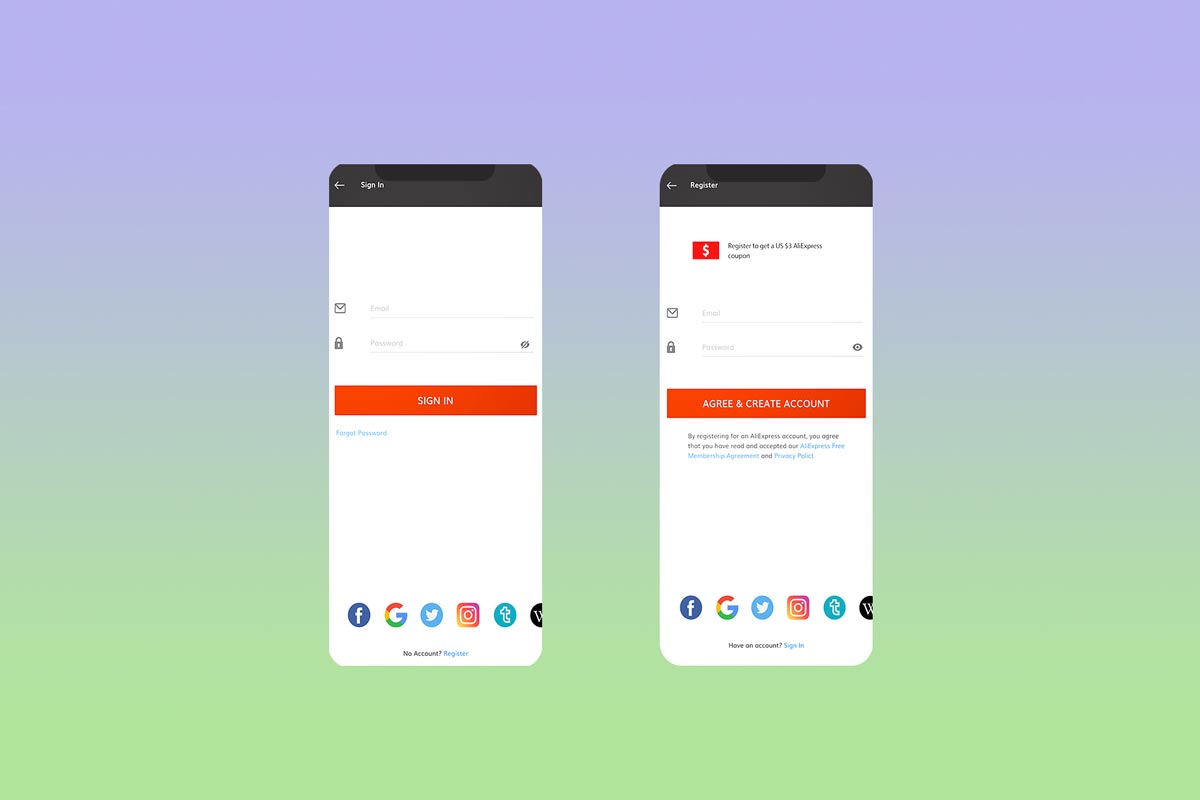 Sign In
Email
Password
SIGN IN
Forgot Password
No Account? Register
Register
$
Register to get a US $3 AliExpress
coupon
Email
Password
AGREE & CREATE ACCOUNT
By registering for an AliExpress account, you agree
that you have read and accepted our AliExpress Free
Membership Agreement and Privacy Polict
Have an account? Sign In